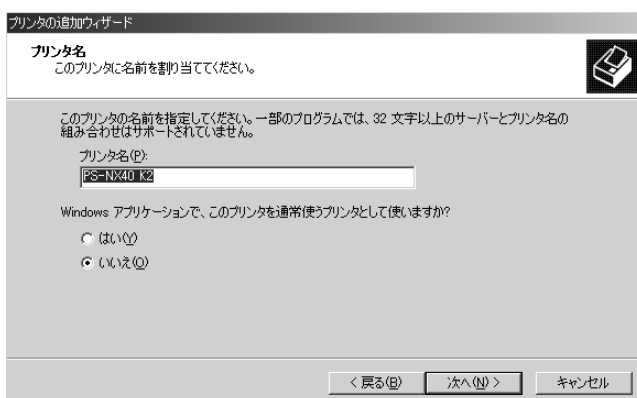 プリンタの追加ウィザード
プリンタ名
このプリンタに名前を割り当ててください。
このプリンタの名前を指定してください。一部のプログラムでは、32 文字以上のサーバーとプリンタ名の
組み合わせはサポートされていません。
プリンタ名(P):
PS-NX40 K2
Windows アプリケーションで、このプリンタを通常使うプリンタとして使いますか?
はい(Y)
いいえ(O)
< 戻る(B)
次へ(N) >
キャンセル